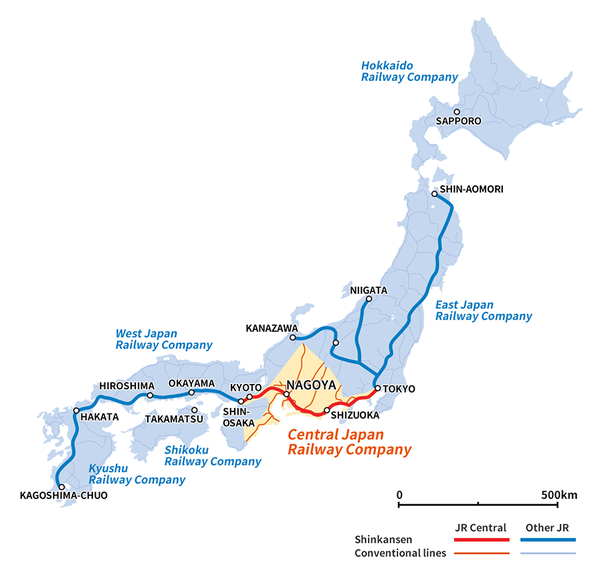 Hokkaido
Railway Company
SAPPORO
SHIN-AOMORI
NIIGATA
East Japan
Railway Company
KANAZAWA
West Japan
Railway Company
HIROSHIMA
OKAYAMA
KYOTO
NAGOYA
TOKYO
HAKATA
TAKAMATSU
SHIN-
OSAKA
SHIZUOKA
Central Japan
Railway Company
Shikoku
Railway Company
Kyushu
Railway Company
KAGOSHIMA-CHUO
0
500km
JR Central
Other JR
Shinkansen
Conventional lines